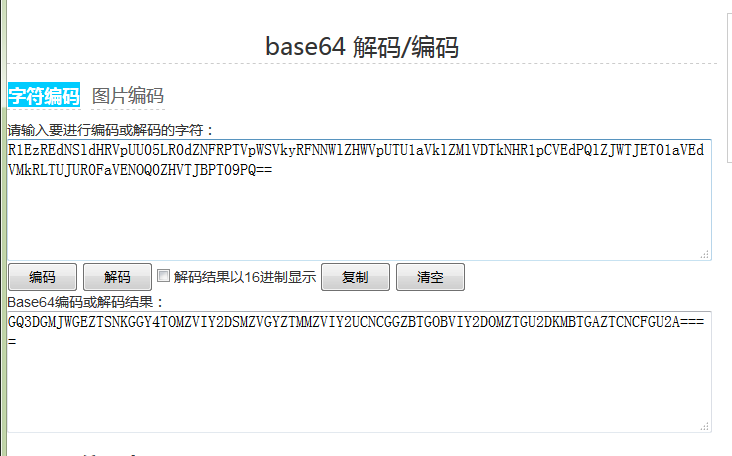 base64 解码/编码
字符编码 图片编码
请输入要进行编码或解码的字符：
R1EzREdNSldHRVpUU05LR0dZNFRPTVpWSVkyRFNNWlZHWVpUTU1aVklZMlVDTkNHR1pCVEdPQlZJWTJET01aVEd
VMkRLTUJUR0FaVENOQ0ZHVTJBPT09PQ==
编码 解码 解码结果以16进制显示 复制 清空
Base64编码或解码结果：
GQ3DGMJWGEZTSNKGGY4TOMZVIY2DSMZVGYZTMMZVIY2UCNCGGZBTGOBVIY2DOMZTGU2DKMBTGAZTCNCFGU2A===
=